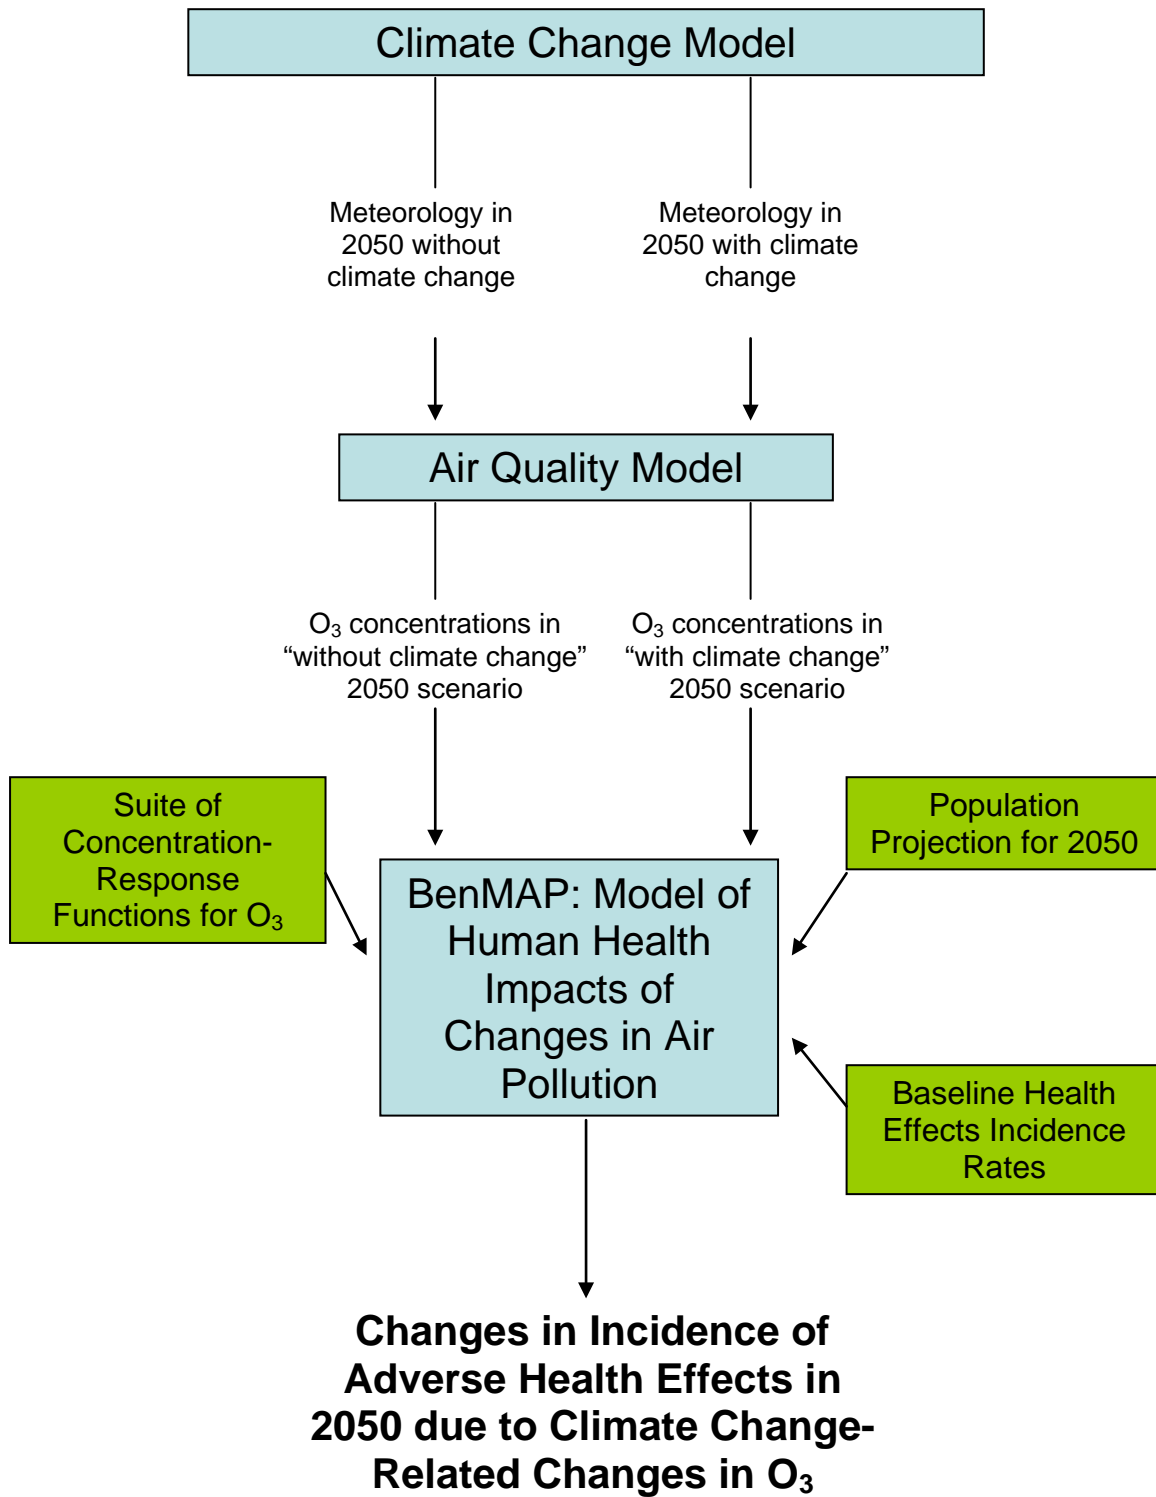 Climate Change Model
Meteorology in
2050 without
climate change
Meteorology in
2050 with climate
change
Air Quality Model
O₃ concentrations in
“without climate change”
2050 scenario
O₃ concentrations in
“with climate change”
2050 scenario
Suite of
Concentration-
Response
Functions for O₃
Population
Projection for 2050
BenMAP: Model of
Human Health
Impacts of
Changes in Air
Pollution
Baseline Health
Effects Incidence
Rates
Changes in Incidence of
Adverse Health Effects in
2050 due to Climate Change-
Related Changes in O₃